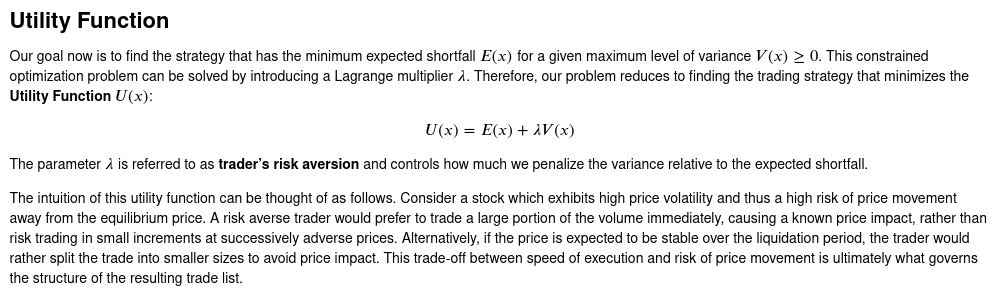 Utility Function
Our goal now is to find the strategy that has the minimum expected shortfall E(x) for a given maximum level of variance V(x) ≥ 0. This constrained
optimization problem can be solved by introducing a Lagrange multiplier λ. Therefore, our problem reduces to finding the trading strategy that minimizes the
Utility Function U(x):
U(x) = E(x) + λV(x)
The parameter λ is referred to as trader's risk aversion and controls how much we penalize the variance relative to the expected shortfall.
The intuition of this utility function can be thought of as follows. Consider a stock which exhibits high price volatility and thus a high risk of price movement
away from the equilibrium price. A risk averse trader would prefer to trade a large portion of the volume immediately, causing a known price impact, rather than
risk trading in small increments at successively adverse prices. Alternatively, if the price is expected to be stable over the liquidation period, the trader would
rather split the trade into smaller sizes to avoid price impact. This trade-off between speed of execution and risk of price movement is ultimately what governs
the structure of the resulting trade list.